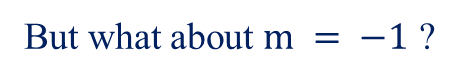 But what about m = −1 ?